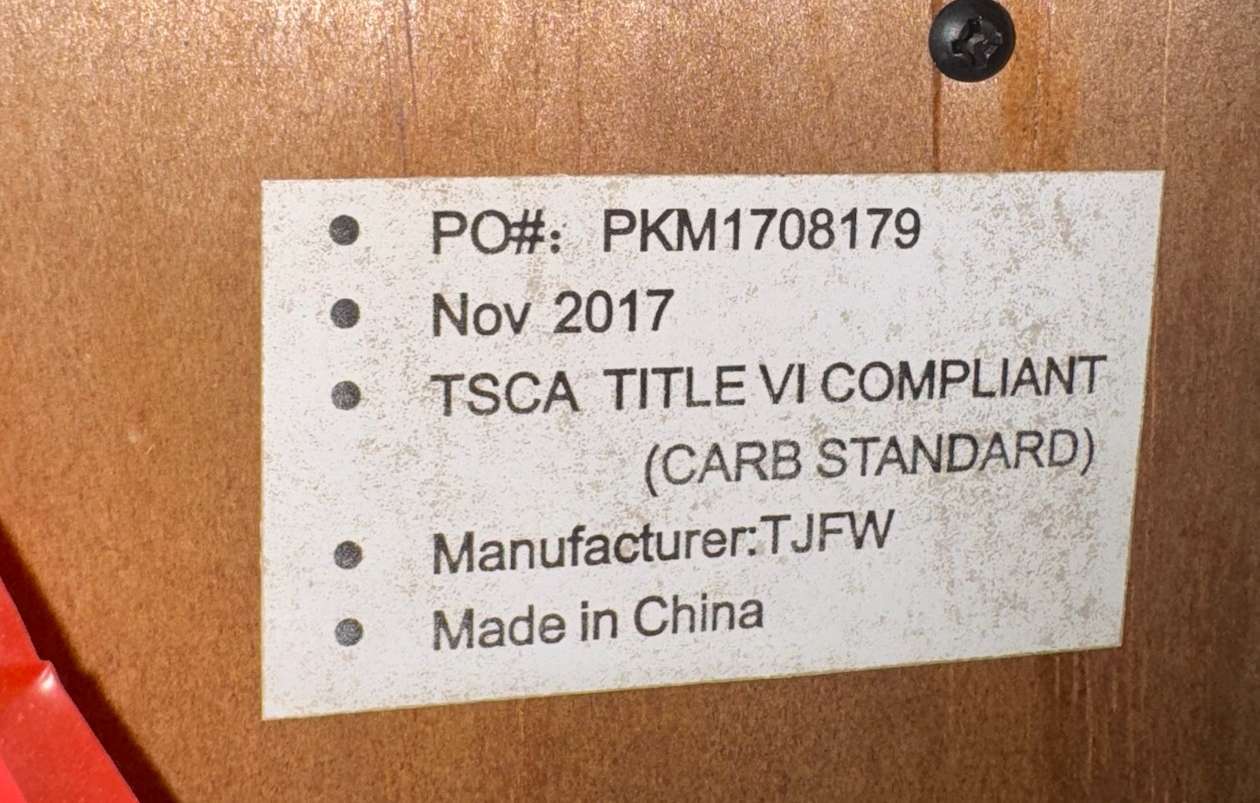 ● PO#: PKM1708179
● Nov 2017
● TSCA TITLE VI COMPLIANT
(CARB STANDARD)
● Manufacturer:TJFW
● Made in China